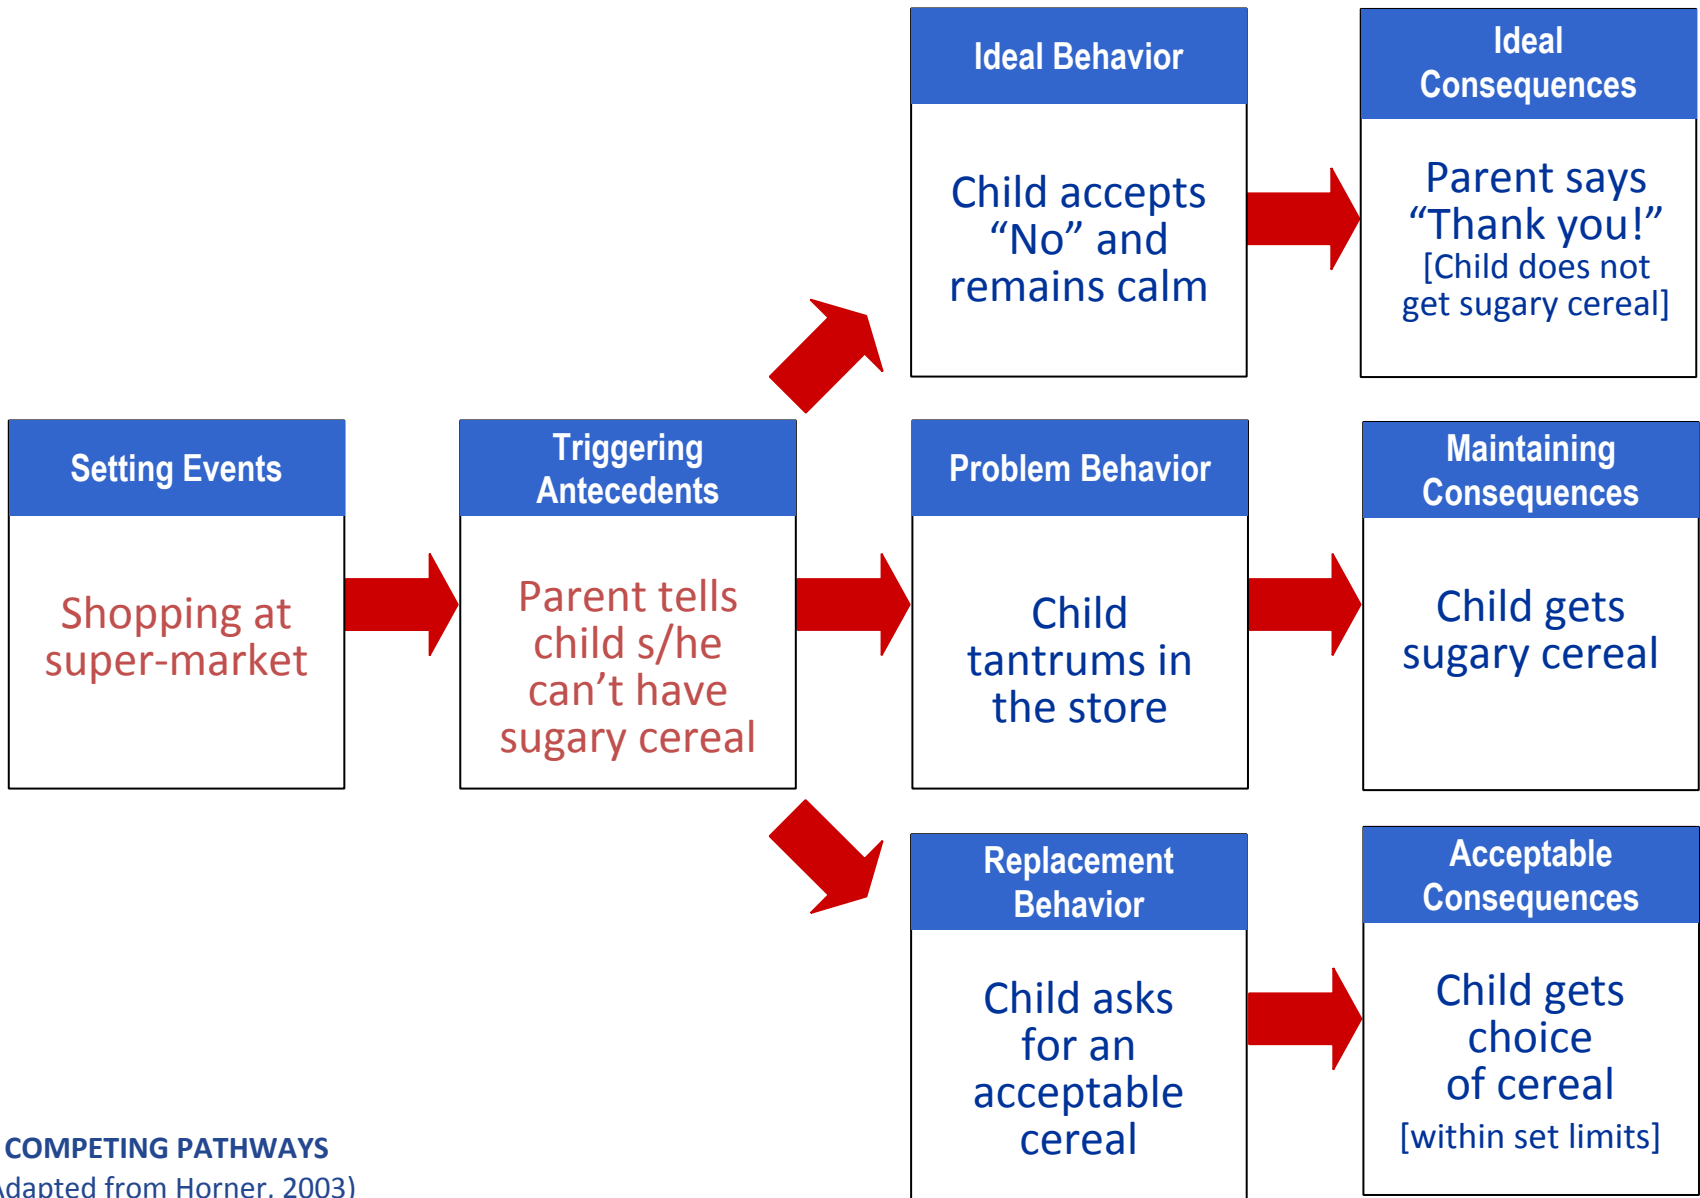 Ideal Behavior
Child accepts
“No” and
remains calm
Ideal
Consequences
Parent says
“Thank you!”
[Child does not
get sugary cereal]
Setting Events
Shopping at
super-market
Triggering
Antecedents
Parent tells
child s/he
can’t have
sugary cereal
Problem Behavior
Child
tantrums in
the store
Maintaining
Consequences
Child gets
sugary cereal
Replacement
Behavior
Child asks
for an
acceptable
cereal
Acceptable
Consequences
Child gets
choice
of cereal
[within set limits]
COMPETING PATHWAYS
Adapted from Horner, 2003)